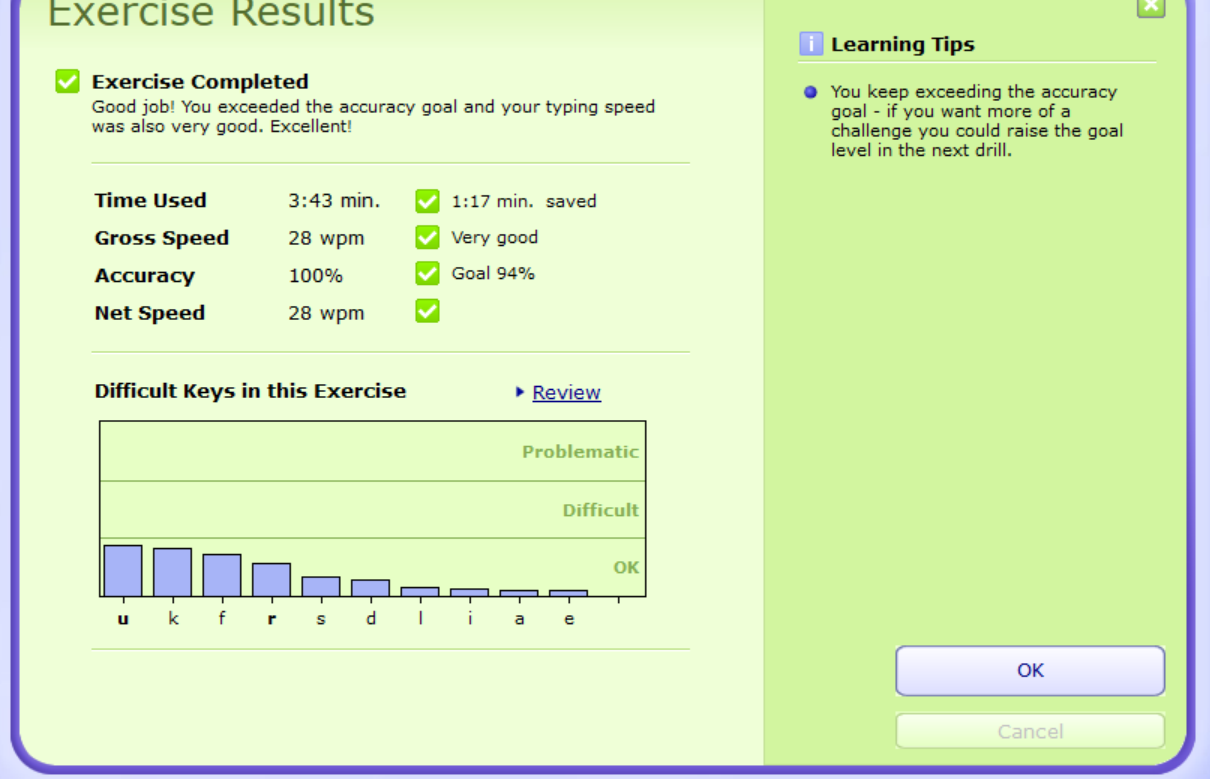 Exercise Results
Exercise Completed
Good job! You exceeded the accuracy goal and your typing speed
was also very good. Excellent!
Time Used 3:43 min. 1:17 min. saved
Gross Speed 28 wpm Very good
Accuracy 100% Goal 94%
Net Speed 28 wpm
Difficult Keys in this Exercise Review
Problematic
Difficult
OK
u k f r s d l i a e
i Learning Tips
You keep exceeding the accuracy
goal - if you want more of a
challenge you could raise the goal
level in the next drill.
OK
Cancel